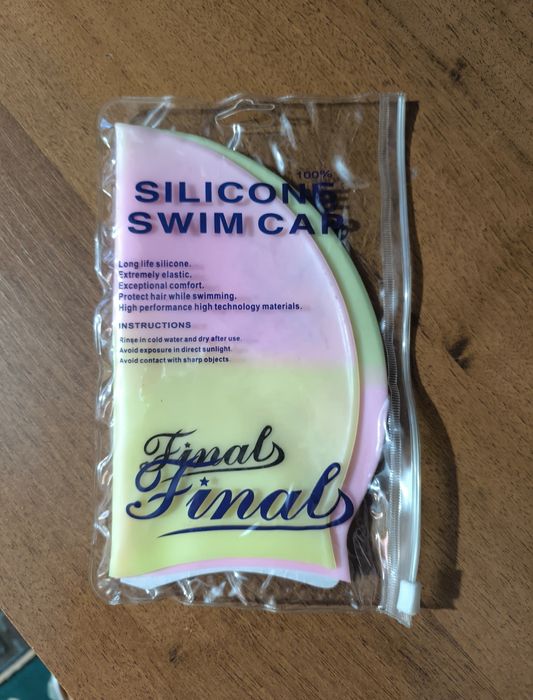 100%
SILICONE
SWIM CAP
Long life silicone.
Extremely elastic.
Exceptional comfort.
Protect hair while swimming.
High performance high technology materials.
INSTRUCTIONS
Rinse in cold water and dry after use.
Avoid exposure in direct sunlight.
Avoid contact with sharp objects.
Final
Final